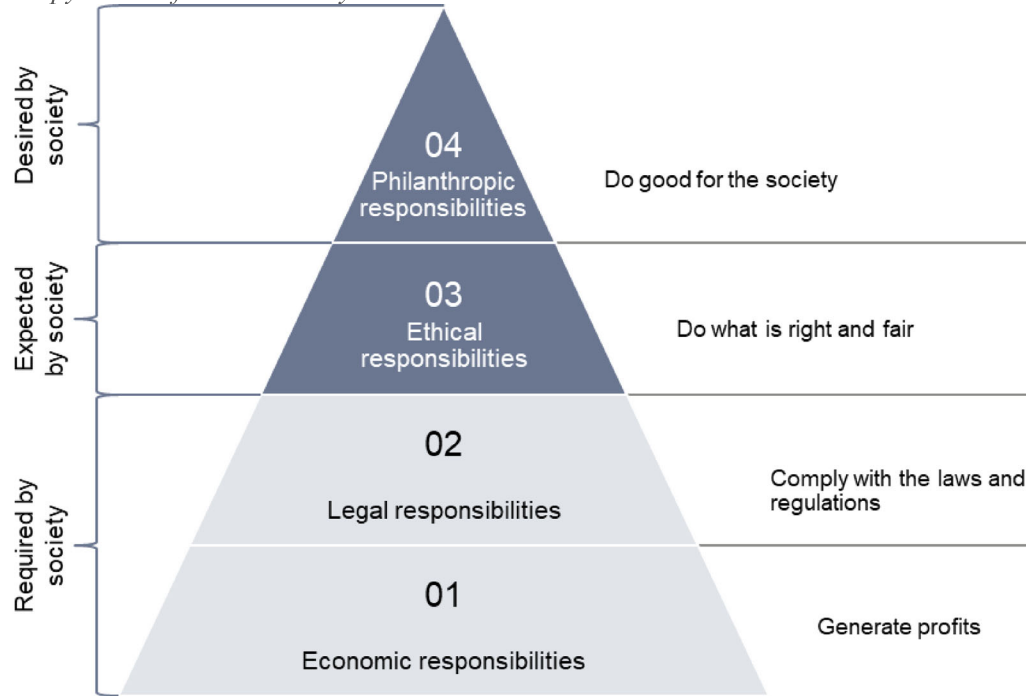 Desired by
society
04
Philanthropic
responsibilities
Do good for the society
Expected
by society
03
Ethical
responsibilities
Do what is right and fair
Required by
society
02
Legal responsibilities
Comply with the laws and
regulations
01
Economic responsibilities
Generate profits